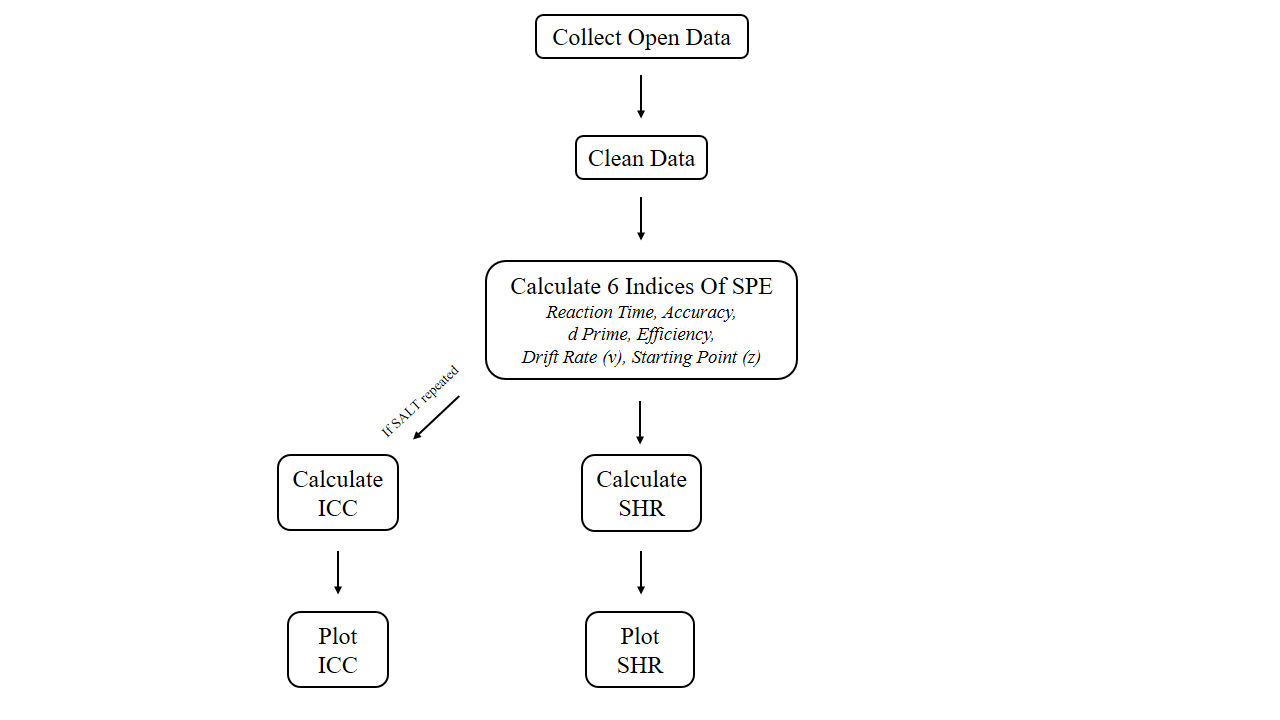 Collect Open Data
Clean Data
Calculate 6 Indices Of SPE
Reaction Time, Accuracy,
d Prime, Efficiency,
Drift Rate (v), Starting Point (z)
If SALT repeated
Calculate
ICC
Calculate
SHR
Plot
ICC
Plot
SHR